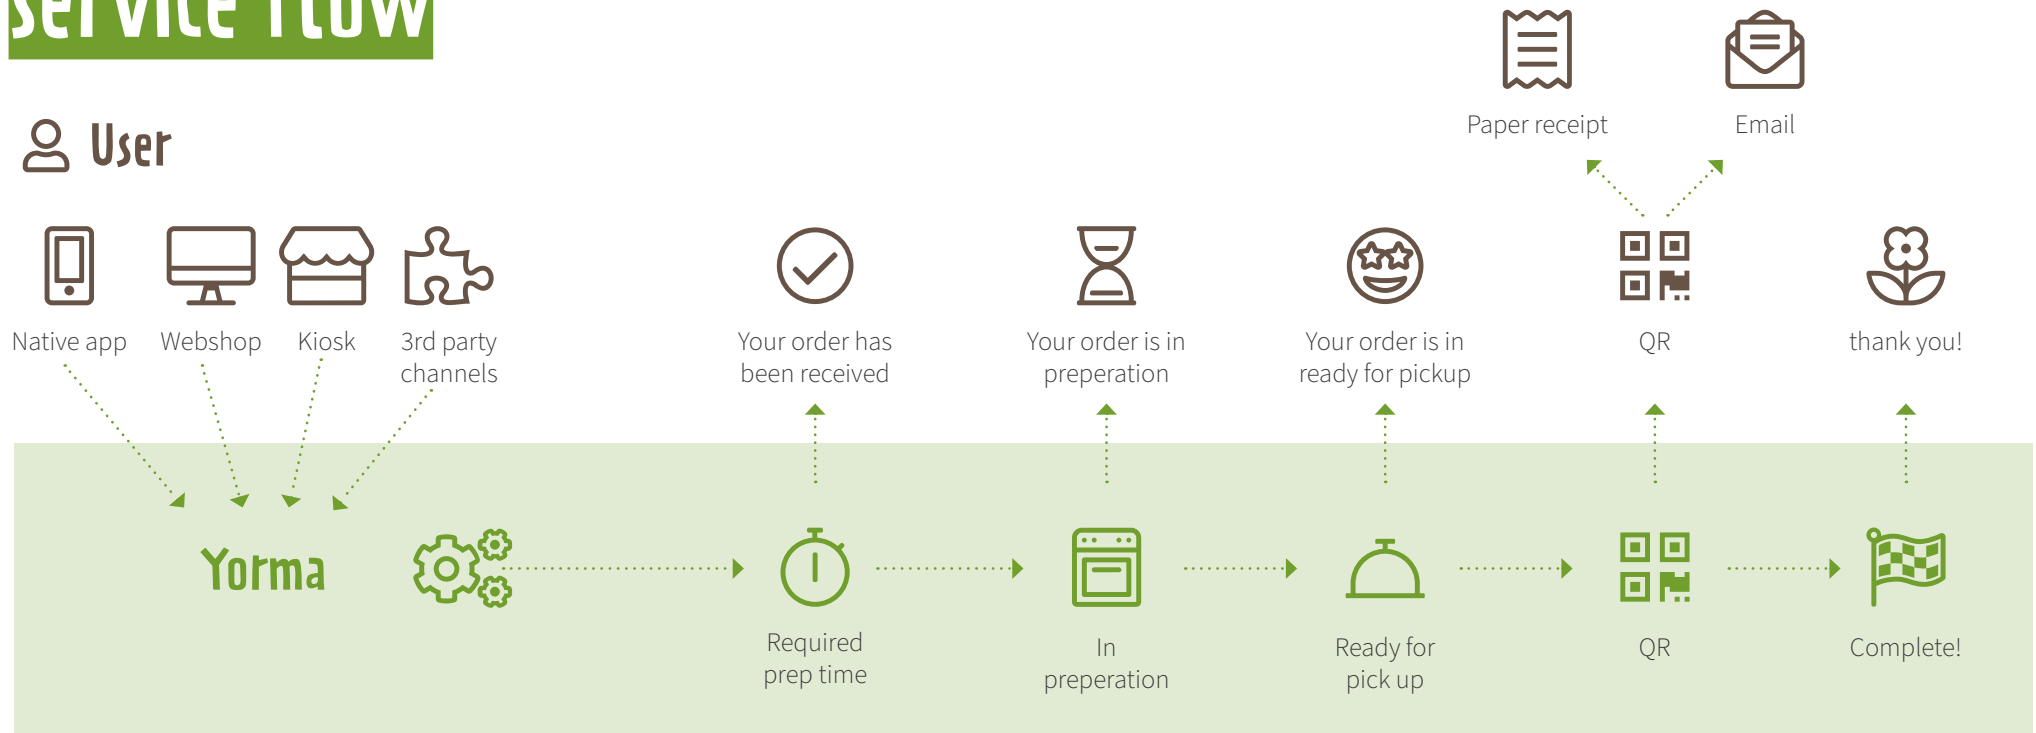 service flow
User
Paper receipt
Email
Native app
Webshop
Kiosk
3rd party
channels
Your order has
been received
Your order is in
preperation
Your order is in
ready for pickup
QR
thank you!
Yorma
Required
prep time
In
preperation
Ready for
pick up
QR
Complete!